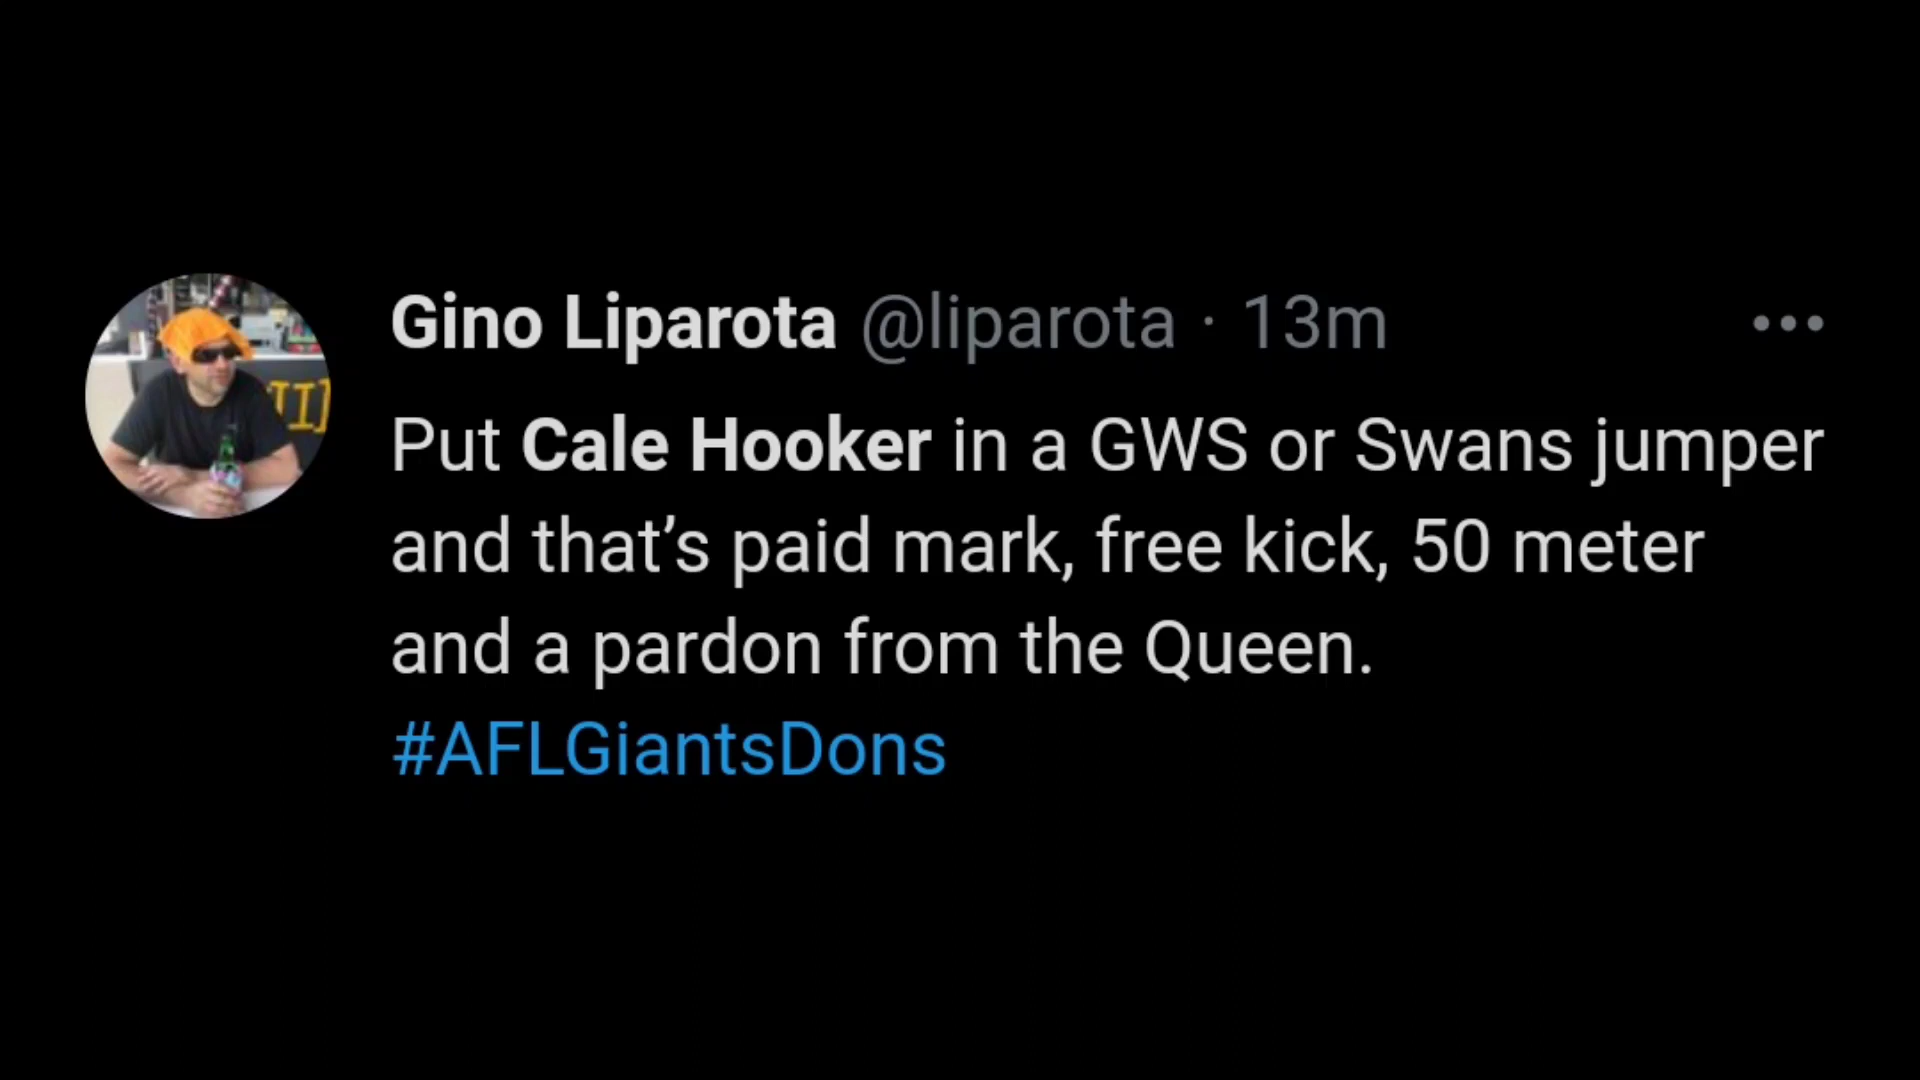 Gino Liparota @liparota · 13m
Put Cale Hooker in a GWS or Swans jumper
and that’s paid mark, free kick, 50 meter
and a pardon from the Queen.
#AFLGiantsDons